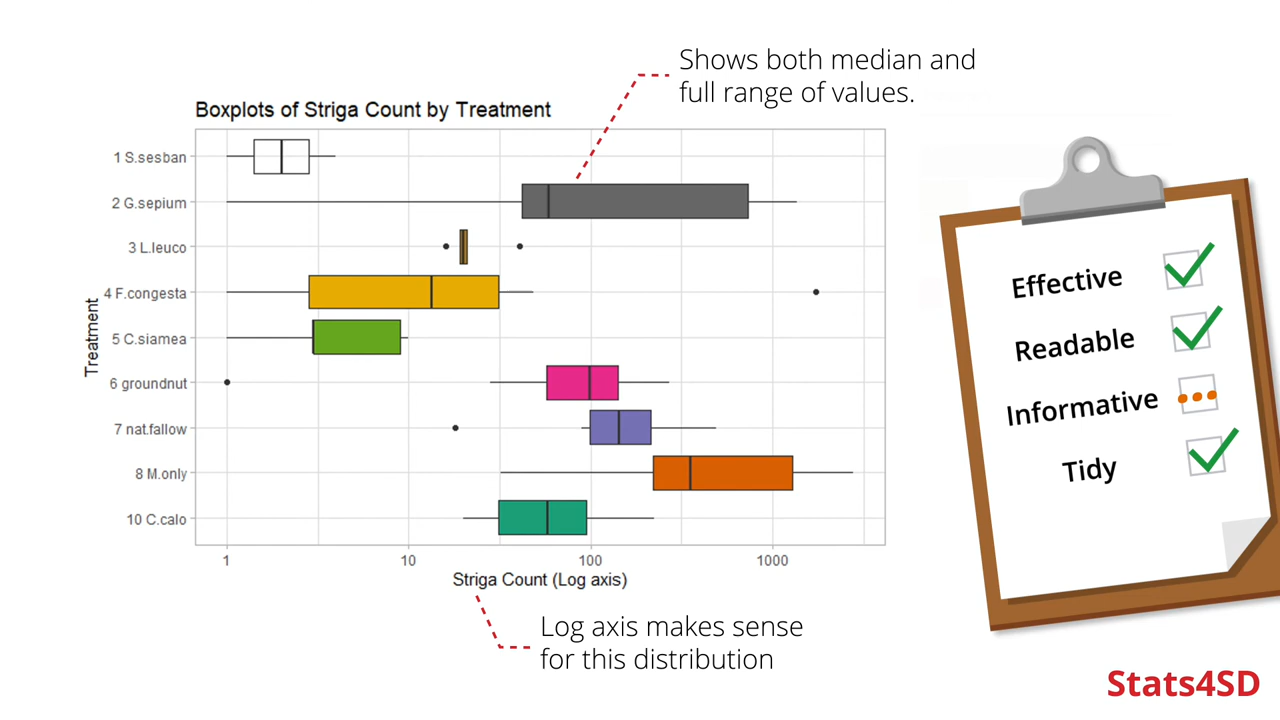 Shows both median and
full range of values.
Boxplots of Striga Count by Treatment
Treatment
1 S.sesban
2 G.sepium
3 L.leuco
4 F.congesta
5 C.siamea
6 groundnut
7 nat.fallow
8 M.only
10 C.calo
1 10 100 1000
Striga Count (Log axis)
Log axis makes sense
for this distribution
Effective
Readable
Informative
Tidy
Stats4SD